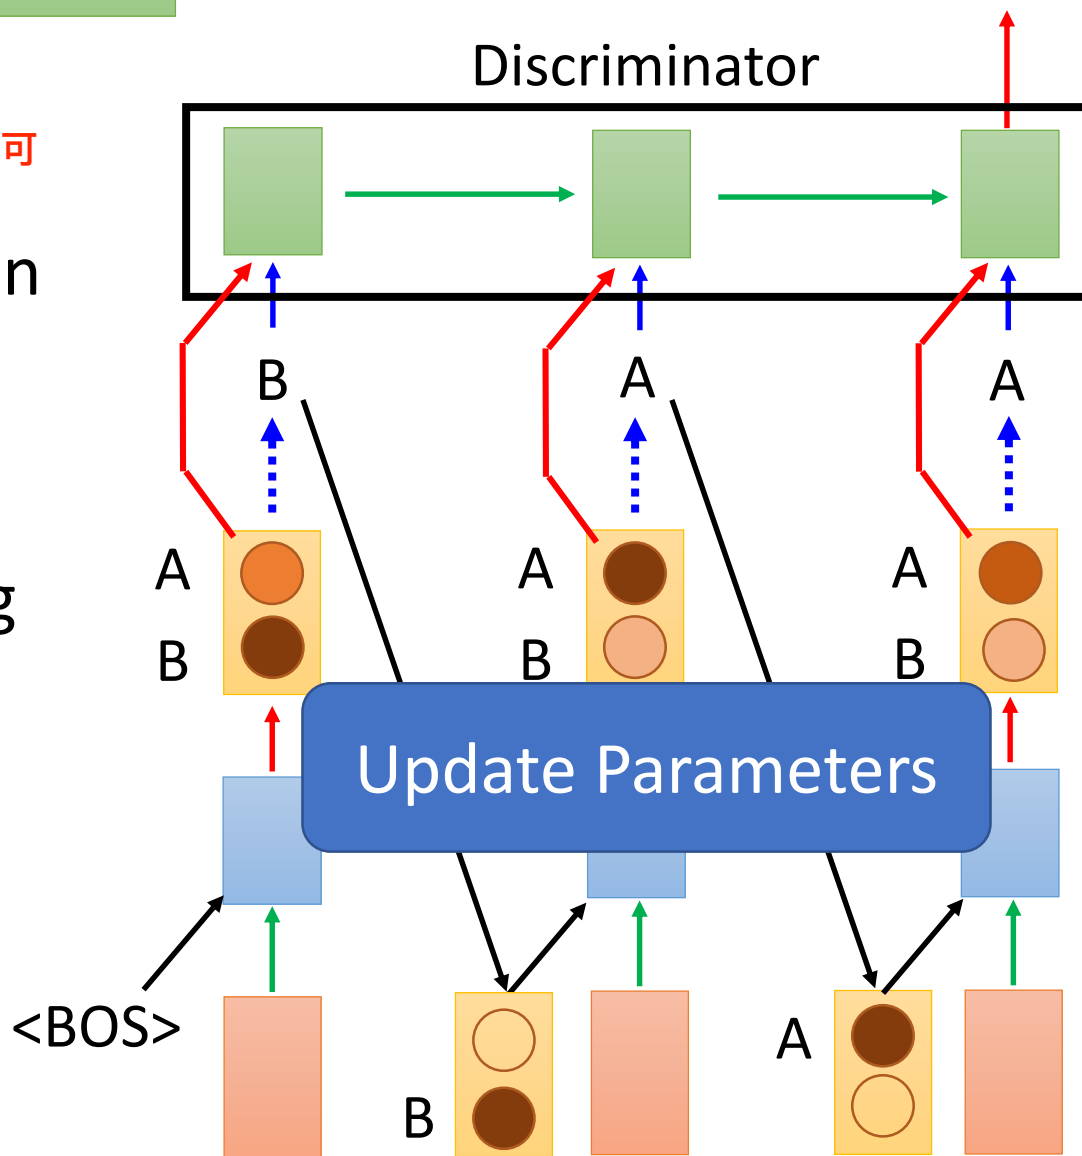 Discriminator
可
n
B A A
A A A
g
B B B
Update Parameters
<BOS>
A
B